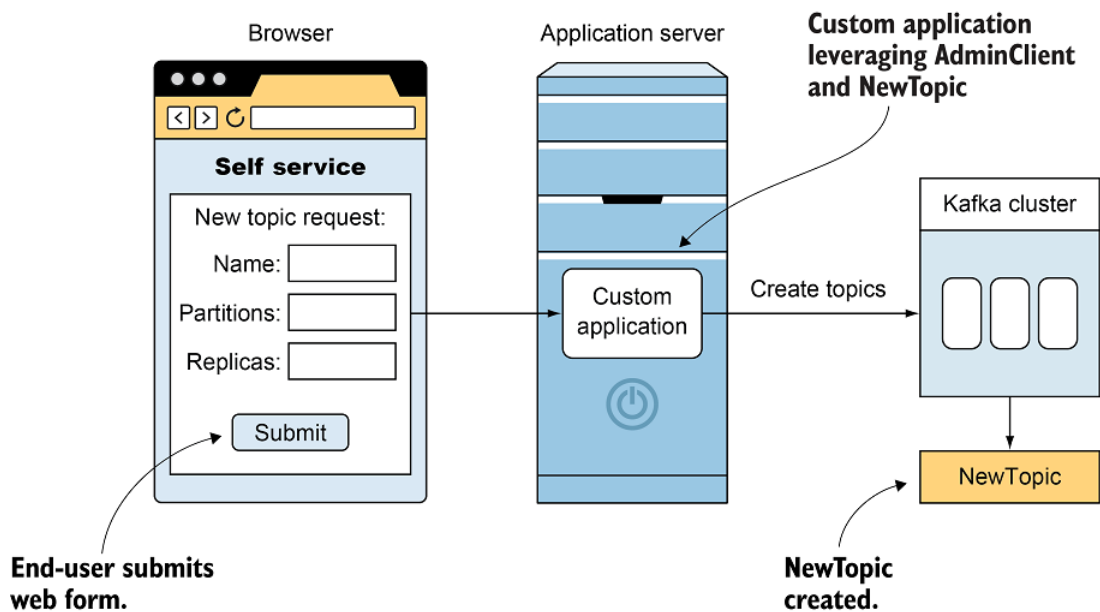 Browser
Application server
Custom application
leveraging AdminClient
and NewTopic
Self service
New topic request:
Name:
Partitions:
Replicas:
Submit
Custom
application
Create topics
Kafka cluster
NewTopic
End-user submits
web form.
NewTopic
created.